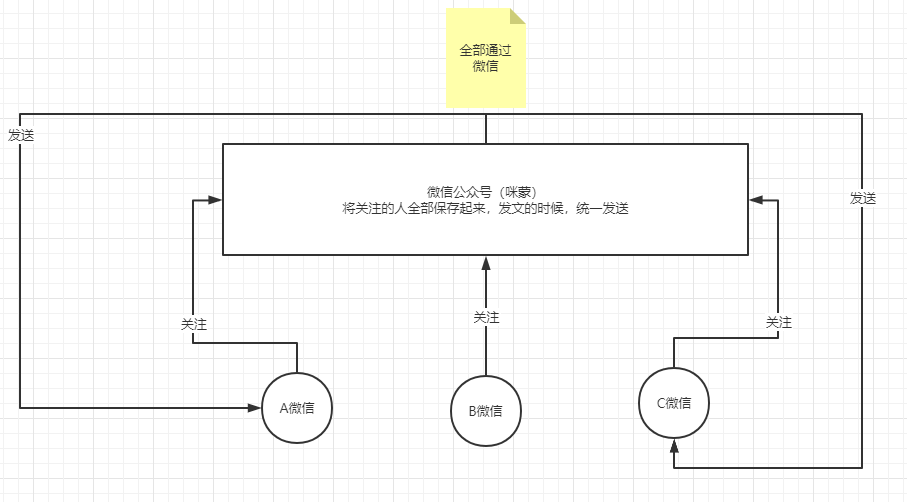 全部通过
微信
发送
微信公众号（咪蒙）
将关注的人全部保存起来，发文的时候，统一发送
发送
关注
关注
关注
A微信
B微信
C微信